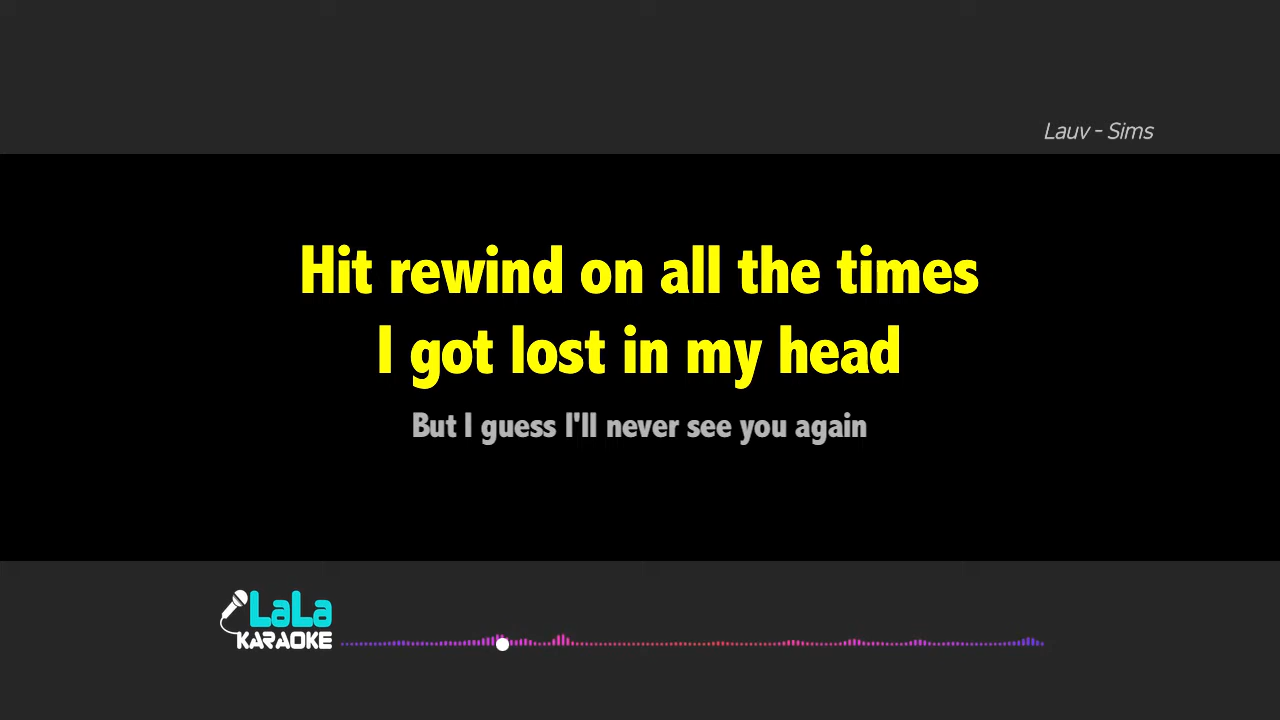 Lauv - Sims
Hit rewind on all the times
I got lost in my head
But I guess I'll never see you again
LaLa
KARAOKE